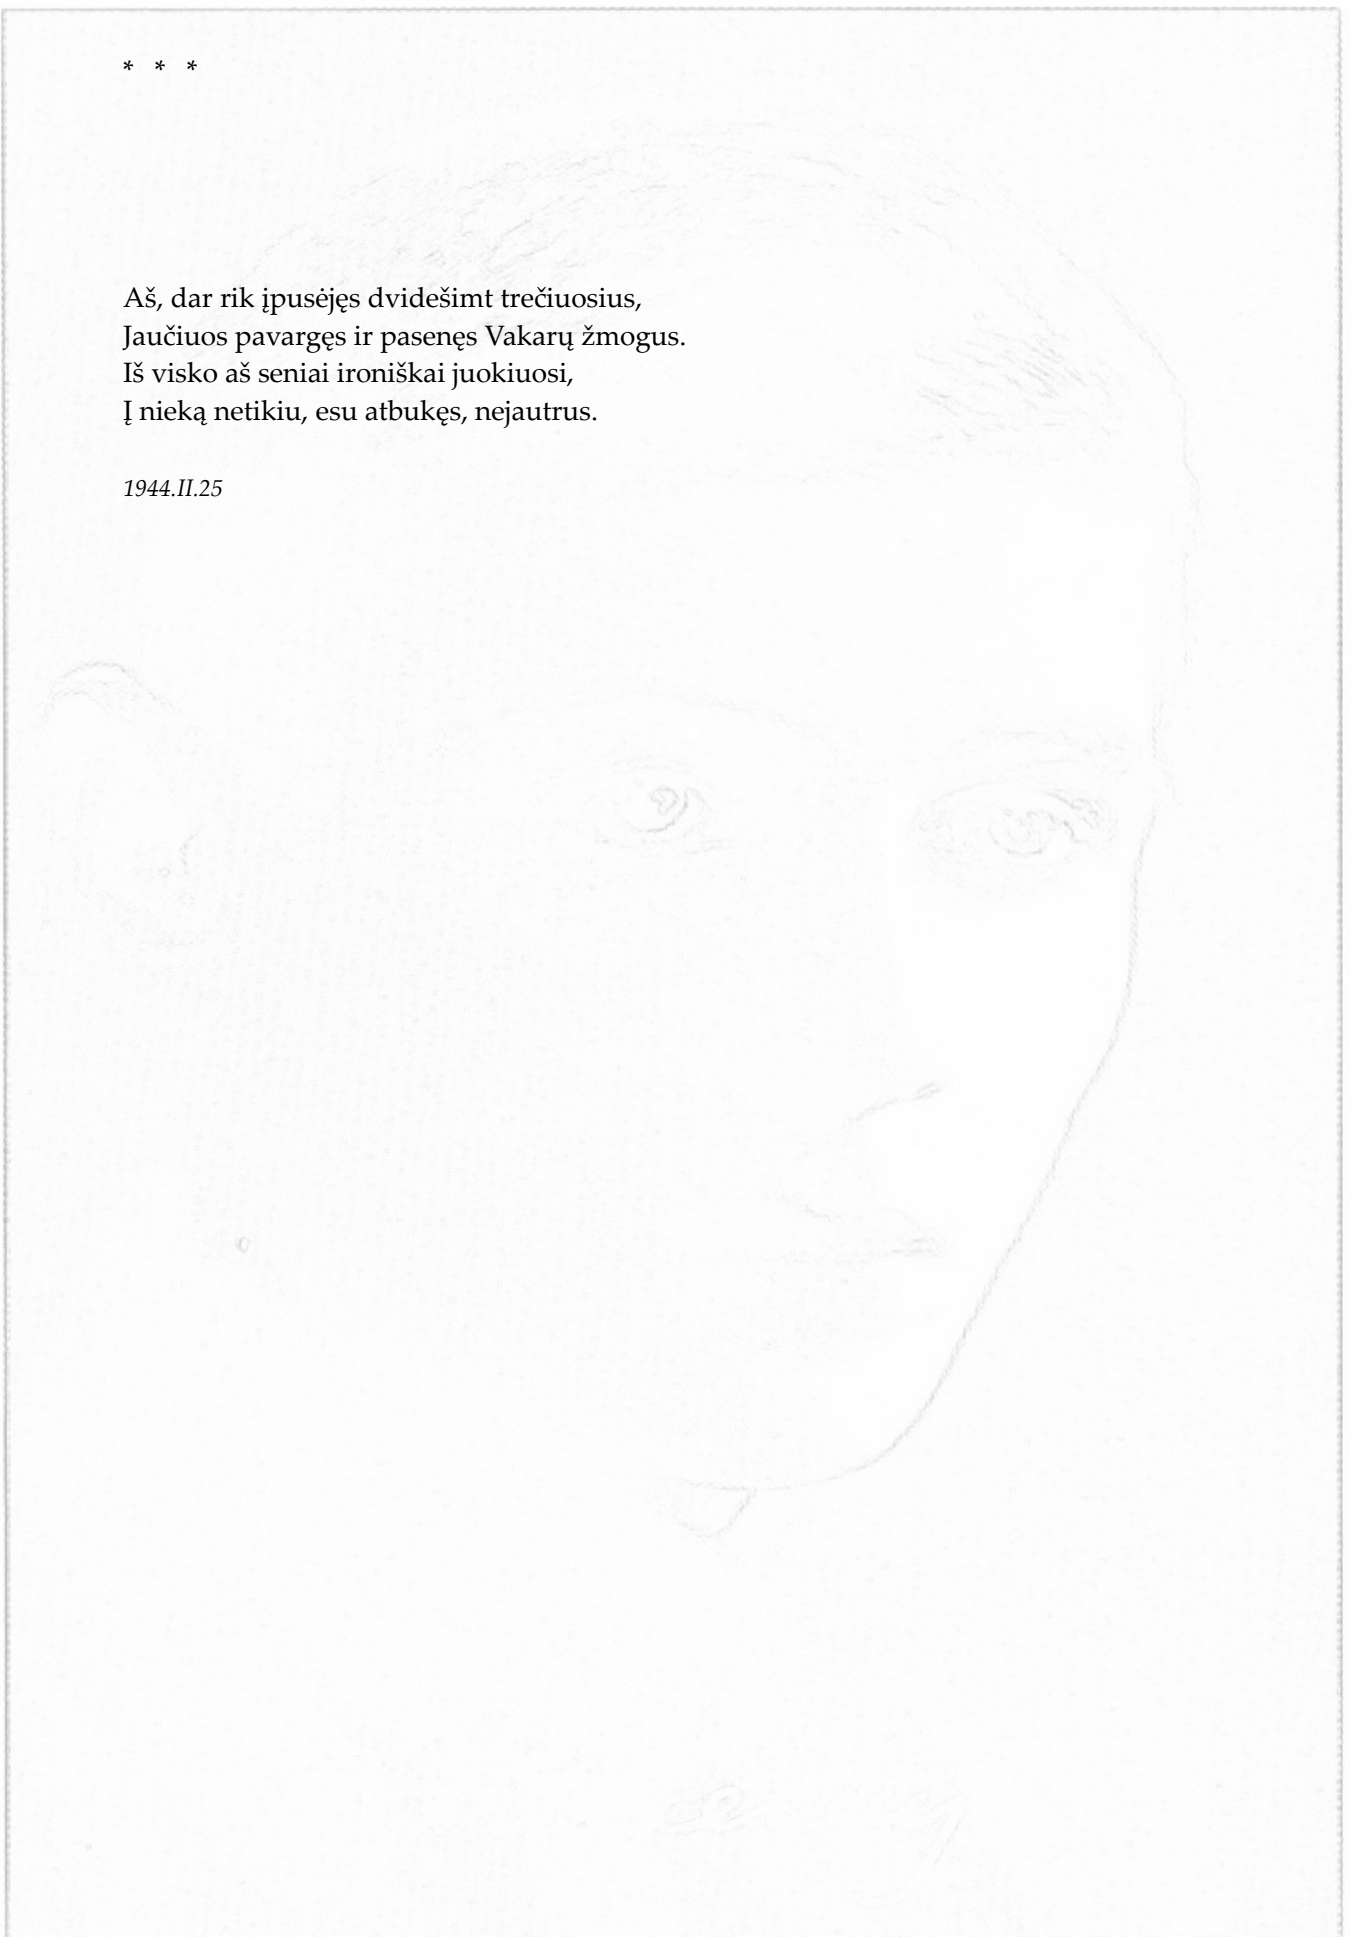 * * *
Aš, dar rik įpusėjęs dvidešimt trečiuosius,
Jaučiuos pavargęs ir pasenęs Vakarų žmogus.
Iš visko aš seniai ironiškai juokiuosi,
Į nieką netikiu, esu atbukęs, nejautrus.
1944.II.25